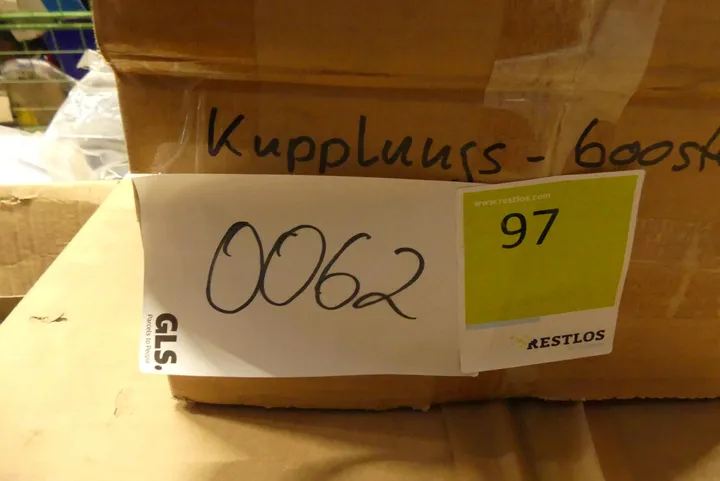 Kupplungs - boost
0062
GLS.
Parcels to People
www.restlos.com
97
RESTLOS